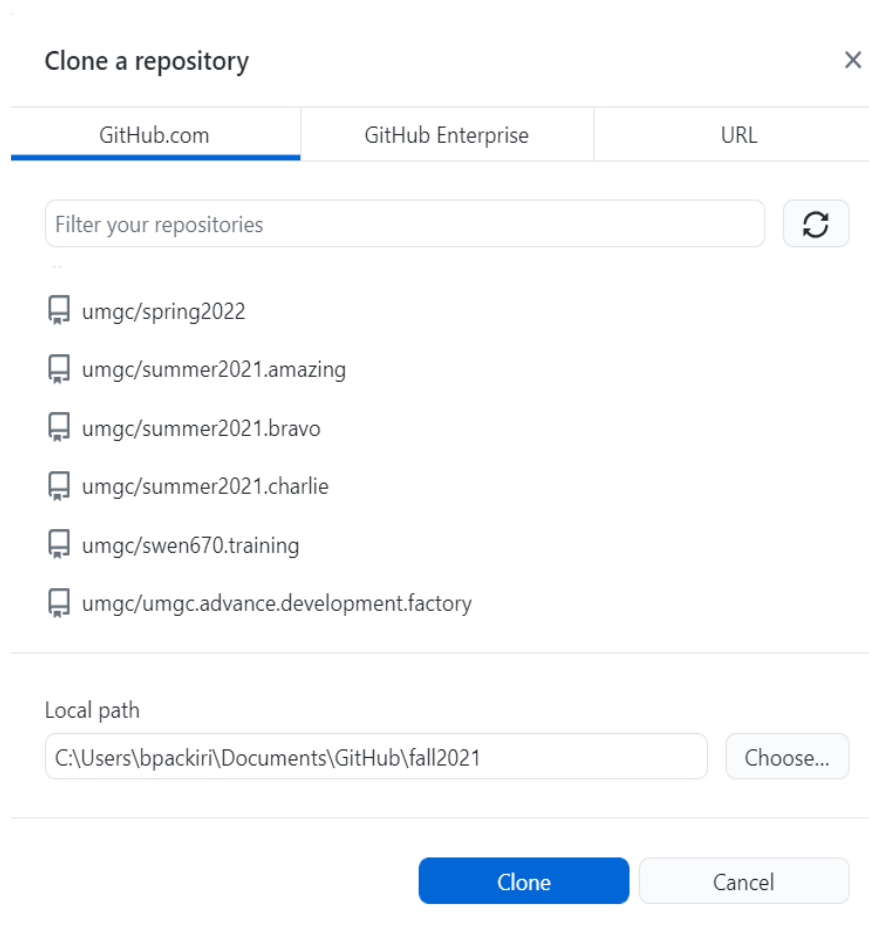 Clone a repository
GitHub.com
GitHub Enterprise
URL
Filter your repositories
umgc/spring2022
umgc/summer2021.amazing
umgc/summer2021.bravo
umgc/summer2021.charlie
umgc/swen670.training
umgc/umgc.advance.development.factory
Local path
C:\Users\bpackiri\Documents\GitHub\fall2021
Choose...
Clone
Cancel